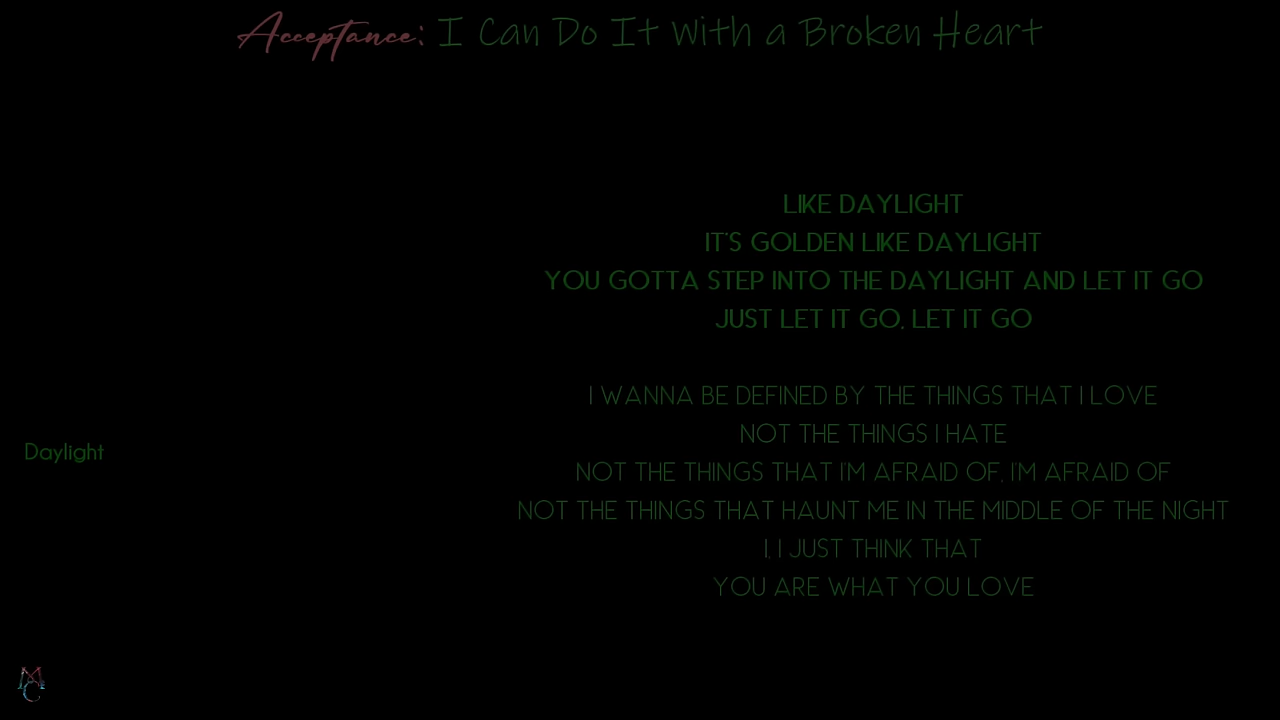 Acceptance: I Can Do It With a Broken Heart
LIKE DAYLIGHT
IT'S GOLDEN LIKE DAYLIGHT
YOU GOTTA STEP INTO THE DAYLIGHT AND LET IT GO
JUST LET IT GO, LET IT GO
I WANNA BE DEFINED BY THE THINGS THAT I LOVE
NOT THE THINGS I HATE
Daylight
NOT THE THINGS THAT I'M AFRAID OF, I'M AFRAID OF
NOT THE THINGS THAT HAUNT ME IN THE MIDDLE OF THE NIGHT
I, I JUST THINK THAT
YOU ARE WHAT YOU LOVE